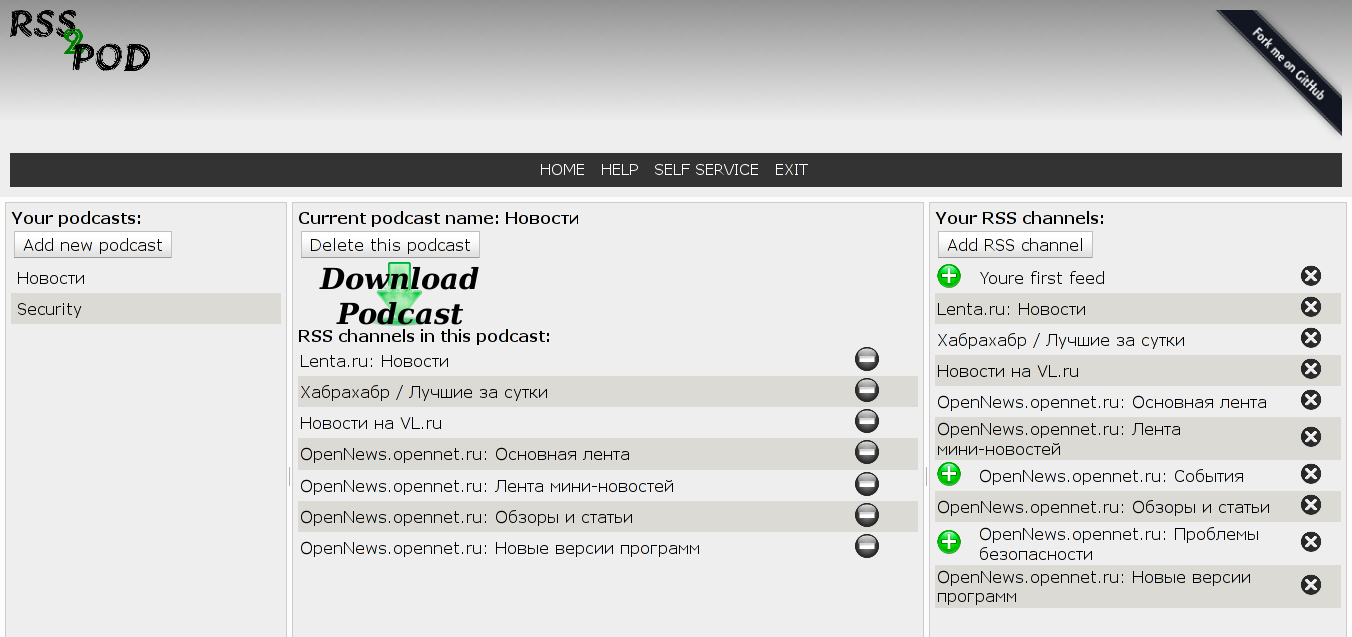 RSS
2
POD
Fork me on GitHub
HOME HELP SELF SERVICE EXIT
Your podcasts:
Add new podcast
Новости
Security
Current podcast name: Новости
Delete this podcast
Download
Podcast
RSS channels in this podcast:
Lenta.ru: Новости
Хабрахабр / Лучшие за сутки
Новости на VL.ru
OpenNews.opennet.ru: Основная лента
OpenNews.opennet.ru: Лента мини-новостей
OpenNews.opennet.ru: Обзоры и статьи
OpenNews.opennet.ru: Новые версии программ
Your RSS channels:
Add RSS channel
Youre first feed
Lenta.ru: Новости
Хабрахабр / Лучшие за сутки
Новости на VL.ru
OpenNews.opennet.ru: Основная лента
OpenNews.opennet.ru: Лента
мини-новостей
OpenNews.opennet.ru: События
OpenNews.opennet.ru: Обзоры и статьи
OpenNews.opennet.ru: Проблемы
безопасности
OpenNews.opennet.ru: Новые версии
программ